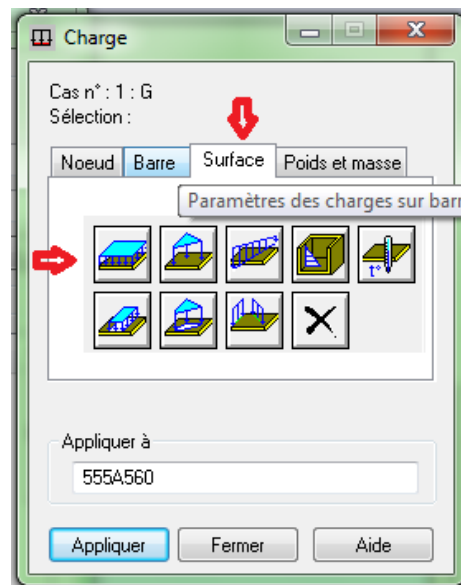 Charge
Cas n° : 1 : G
Sélection :
Noeud Barre Surface Poids et masse
Paramètres des charges sur barr
t°
Appliquer à
555A560
Appliquer Fermer Aide